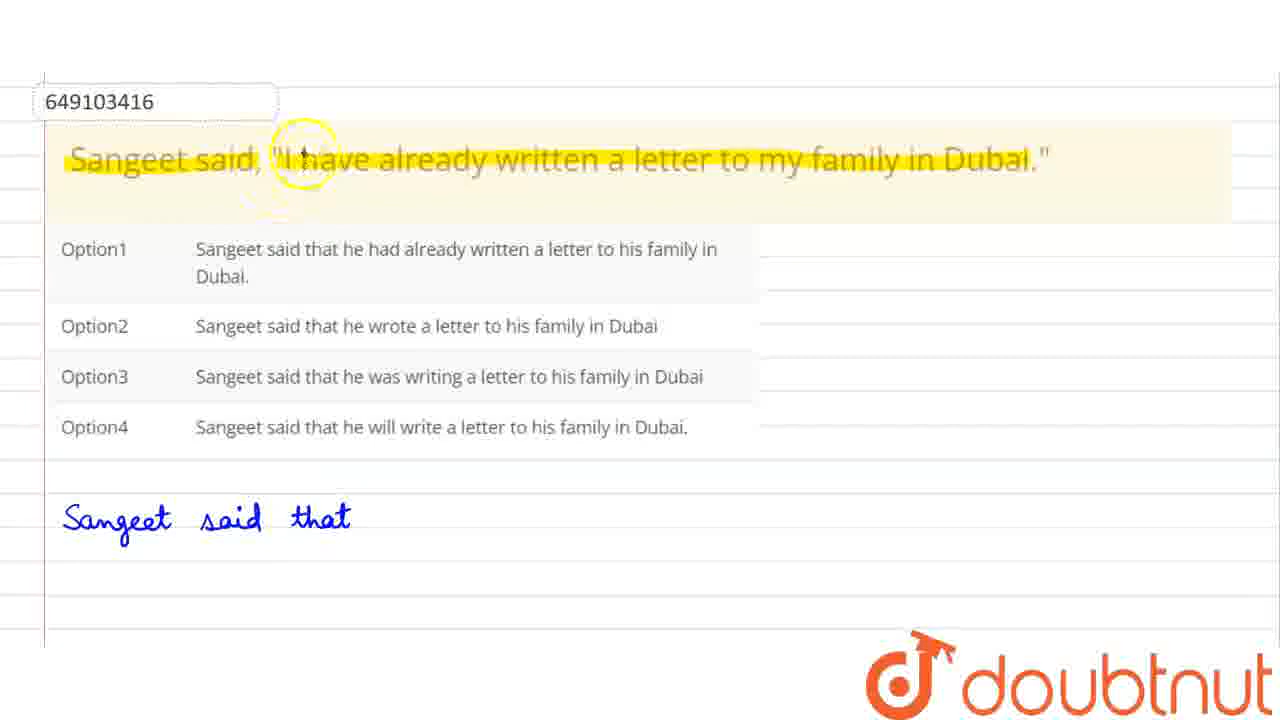 649103416
Sangeet said, "I have already written a letter to my family in Dubai."
Option1 Sangeet said that he had already written a letter to his family in
Dubai.
Option2 Sangeet said that he wrote a letter to his family in Dubai
Option3 Sangeet said that he was writing a letter to his family in Dubai
Option4 Sangeet said that he will write a letter to his family in Dubai.
Sangeet said that
doubtnut